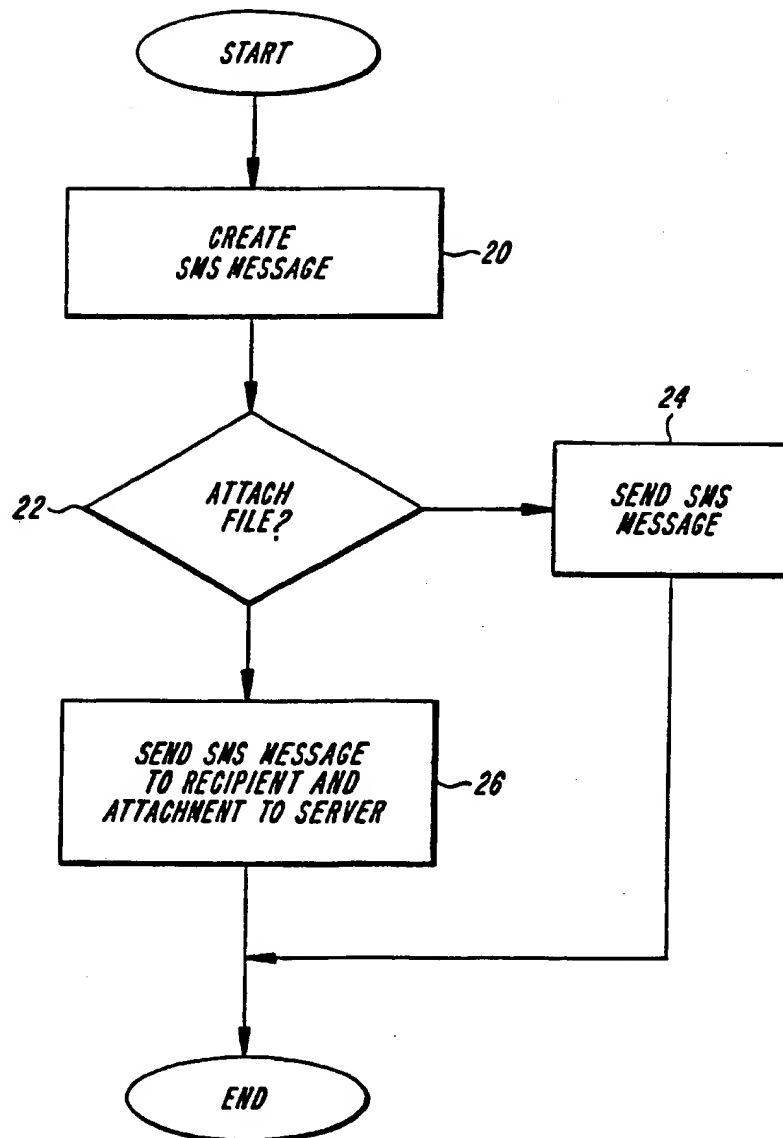 START
CREATE
SMS MESSAGE
20
24
22
ATTACH
FILE?
SEND SMS
MESSAGE
SEND SMS MESSAGE
TO RECIPIENT AND
ATTACHMENT TO SERVER
26
END